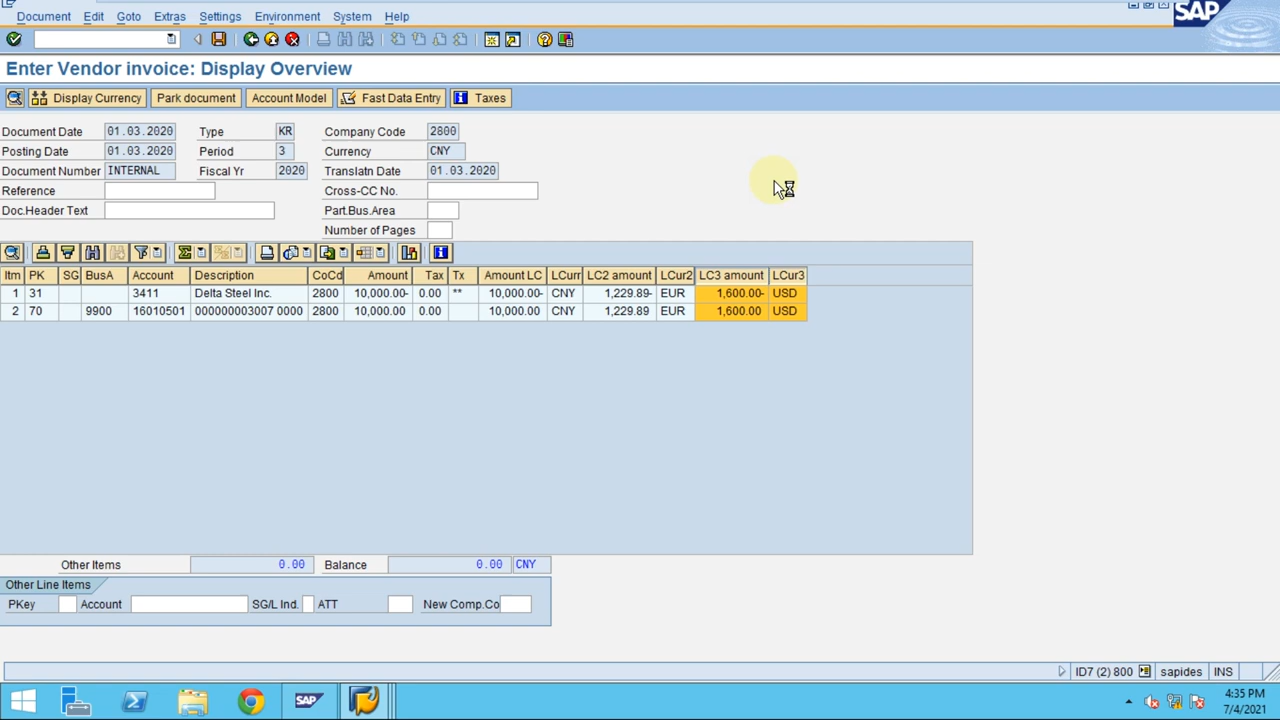 Document Edit Goto Extras Settings Environment System Help
SAP
Enter Vendor invoice: Display Overview
Display Currency Park document Account Model Fast Data Entry Taxes
Document Date 01.03.2020 Type KR Company Code 2800
Posting Date 01.03.2020 Period 3 Currency CNY
Document Number INTERNAL Fiscal Yr 2020 Translatn Date 01.03.2020
Reference Cross-CC No.
Doc.Header Text Part.Bus.Area
Number of Pages
Itm PK SG BusA Account Description CoCd Amount Tax Tx Amount LC LCurr LC2 amount LCur2 LC3 amount LCur3
1 31 3411 Delta Steel Inc. 2800 10,000.00- 0.00 ** 10,000.00- CNY 1,229.89- EUR 1,600.00- USD
2 70 9900 16010501 000000003007 0000 2800 10,000.00 0.00 10,000.00 CNY 1,229.89 EUR 1,600.00 USD
Other Items 0.00 Balance 0.00 CNY
Other Line Items
PKey Account SG/L Ind. ATT New Comp.Co
ID7 (2) 800 sapides INS
SAP 4:35 PM
7/4/2021